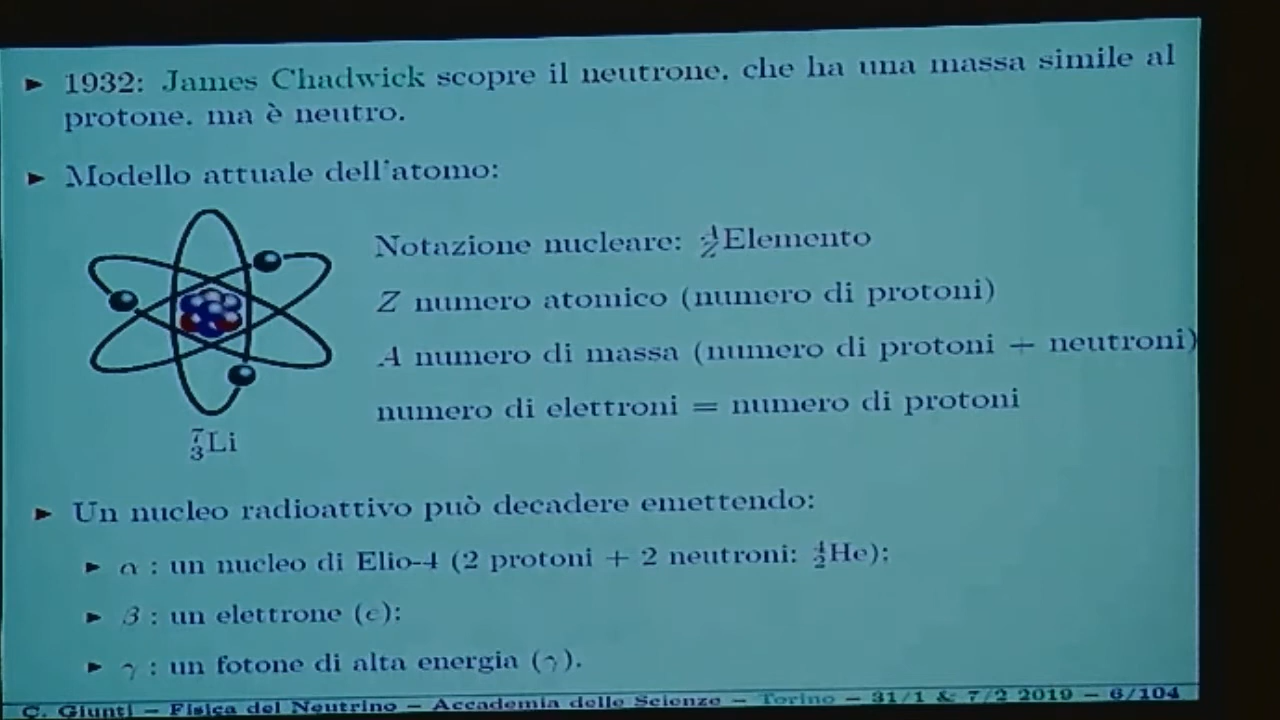 ► 1932: James Chadwick scopre il neutrone, che ha una massa simile al
protone, ma è neutro.
► Modello attuale dell'atomo:
Notazione nucleare: ᴬ_Z Elemento
Z numero atomico (numero di protoni)
A numero di massa (numero di protoni + neutroni)
numero di elettroni = numero di protoni
⁷₃Li
► Un nucleo radioattivo può decadere emettendo:
► α : un nucleo di Elio-4 (2 protoni + 2 neutroni: ⁴₂He);
► β : un elettrone (e);
► γ : un fotone di alta energia (γ).
C. Giunti – Fisica del Neutrino – Accademia delle Scienze – Torino – 31/1 & 7/2 2019 – 6/104